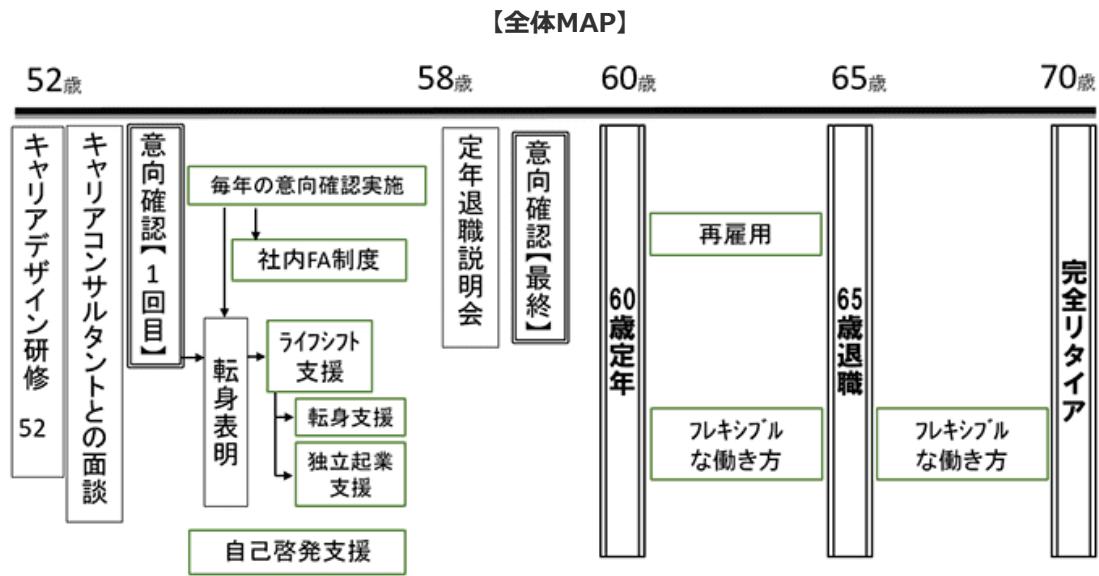 【全体MAP】
52歳
58歳
60歳
65歳
70歳
キャリアデザイン研修 52
キャリアコンサルタントとの面談
意向確認【1回目】
毎年の意向確認実施
社内FA制度
転身表明
ﾗｲﾌｼﾌﾄ
支援
転身支援
独立起業
支援
自己啓発支援
定年退職説明会
意向確認【最終】
60歳定年
再雇用
ﾌﾚｷｼﾌﾞﾙ
な働き方
65歳退職
ﾌﾚｷｼﾌﾞﾙ
な働き方
完全リタイア